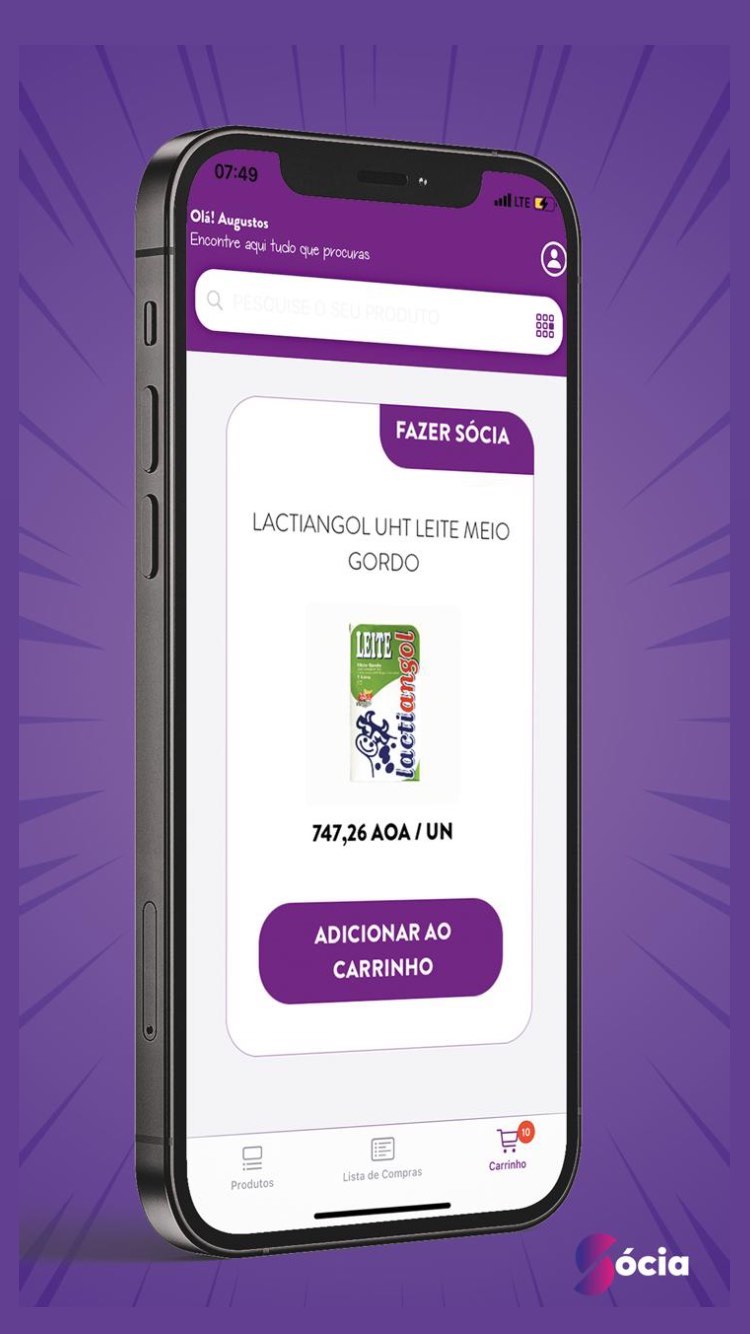 07:49
LTE
Olá! Augustos
Encontre aqui tudo que procuras
PESQUISE O SEU PRODUTO
FAZER SÓCIA
LACTIANGOL UHT LEITE MEIO
GORDO
LEITE
lactiangol
747,26 AOA / UN
ADICIONAR AO
CARRINHO
10
Produtos
Lista de Compras
Carrinho
Sócia